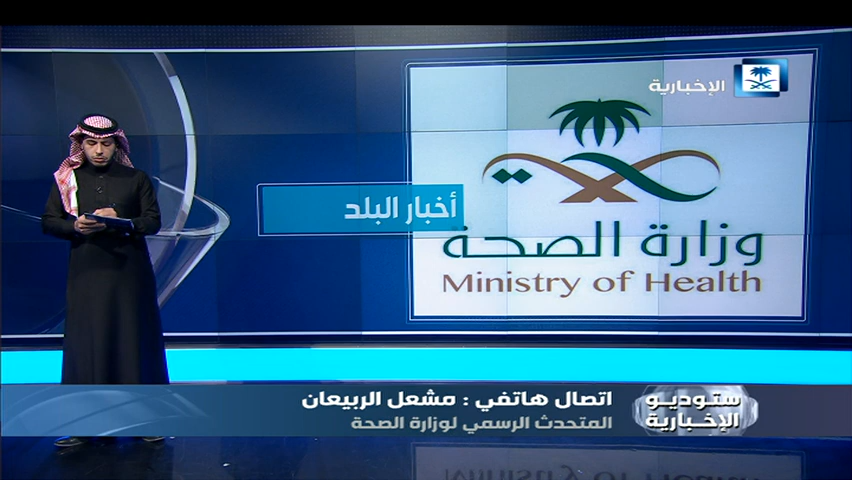 الإخبارية
أخبار البلد
وزارة الصحة
Ministry of Health
اتصال هاتفي : مشعل الربيعان
المتحدث الرسمي لوزارة الصحة
ستوديو
الإخبارية